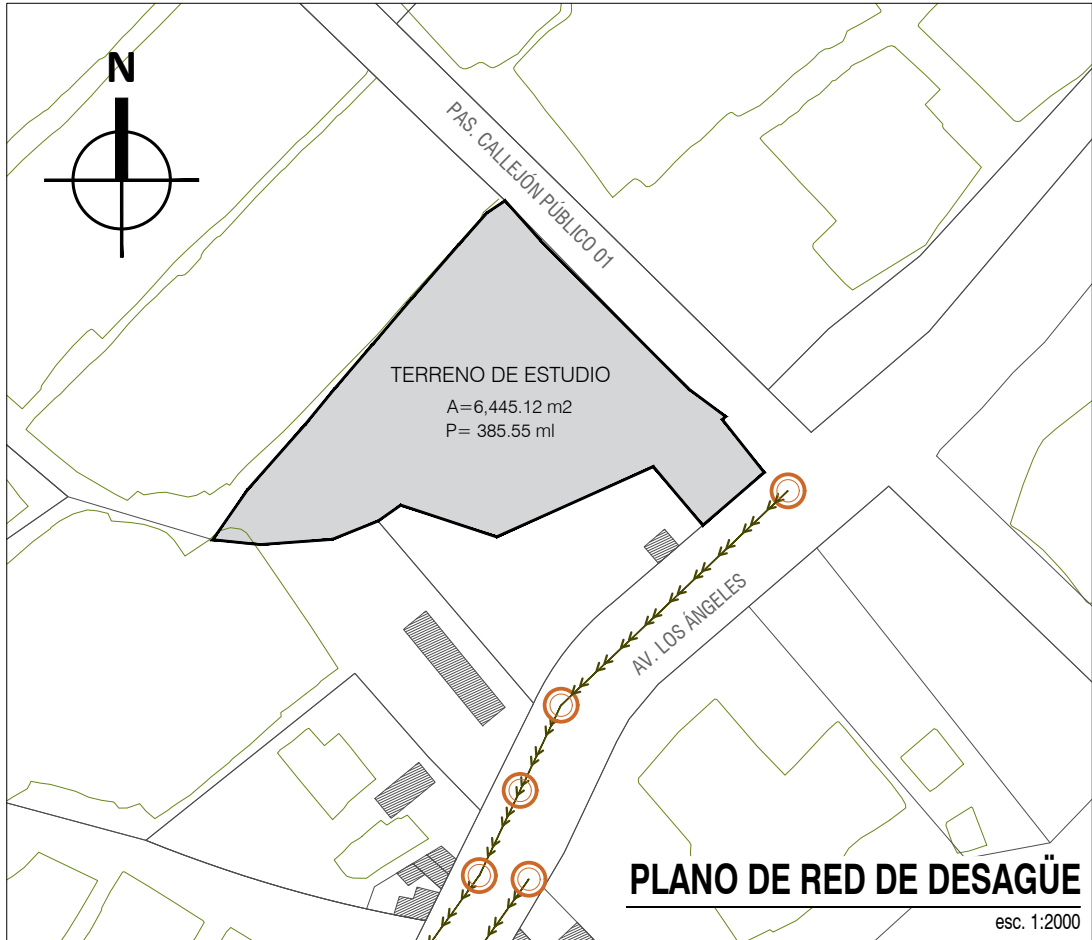 N
PAS. CALLEJÓN PÚBLICO 01
TERRENO DE ESTUDIO
A=6,445.12 m2
P= 385.55 ml
AV. LOS ÁNGELES
PLANO DE RED DE DESAGÜE
esc. 1:2000